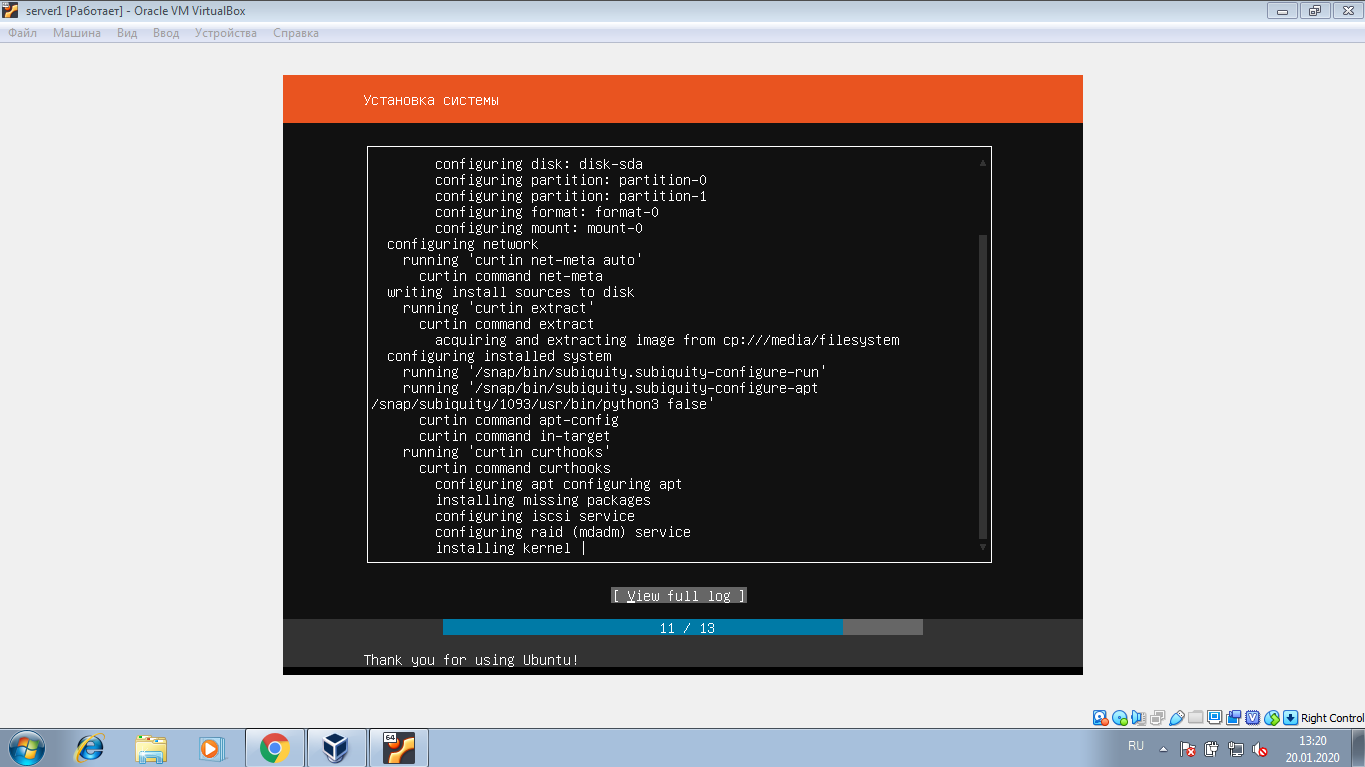 server1 [Работает] - Oracle VM VirtualBox
Файл Машина Вид Ввод Устройства Справка
Установка системы
configuring disk: disk-sda
configuring partition: partition-0
configuring partition: partition-1
configuring format: format-0
configuring mount: mount-0
configuring network
running 'curtin net-meta auto'
curtin command net-meta
writing install sources to disk
running 'curtin extract'
curtin command extract
acquiring and extracting image from cp:///media/filesystem
configuring installed system
running '/snap/bin/subiquity.subiquity-configure-run'
running '/snap/bin/subiquity.subiquity-configure-apt
/snap/subiquity/1093/usr/bin/python3 false'
curtin command apt-config
curtin command in-target
running 'curtin curthooks'
curtin command curthooks
configuring apt configuring apt
installing missing packages
configuring iscsi service
configuring raid (mdadm) service
installing kernel |
[ View full log ]
11 / 13
Thank you for using Ubuntu!
Right Control
64
RU
13:20
20.01.2020